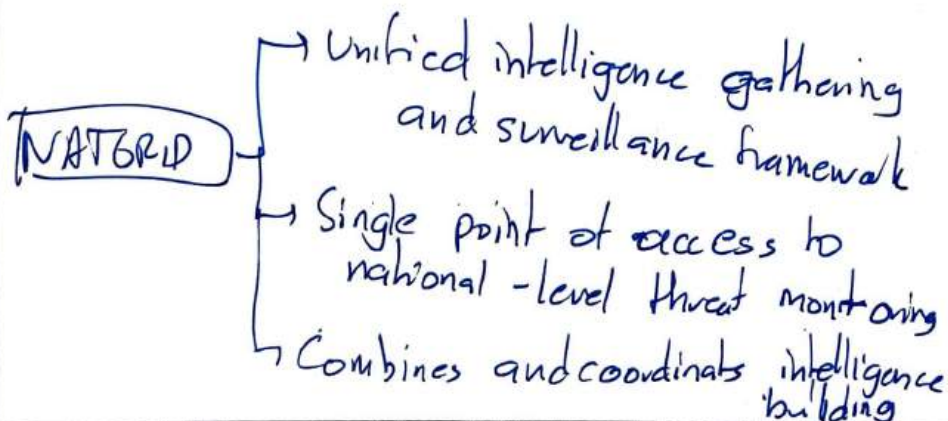 NATGRID
→ Unified intelligence gathering
and surveillance framework
→ Single point of access to
national-level threat monitoring
Combines and coordinats intelligence
building